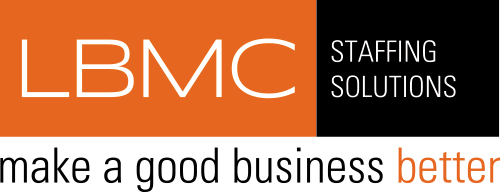 LBMC
STAFFING
SOLUTIONS
make a good business better